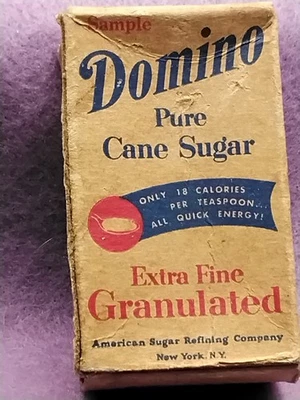 Sample
Domino
Pure
Cane Sugar
ONLY 18 CALORIES
PER TEASPOON...
ALL QUICK ENERGY!
Extra Fine
Granulated
American Sugar Refining Company
New York, N.Y.